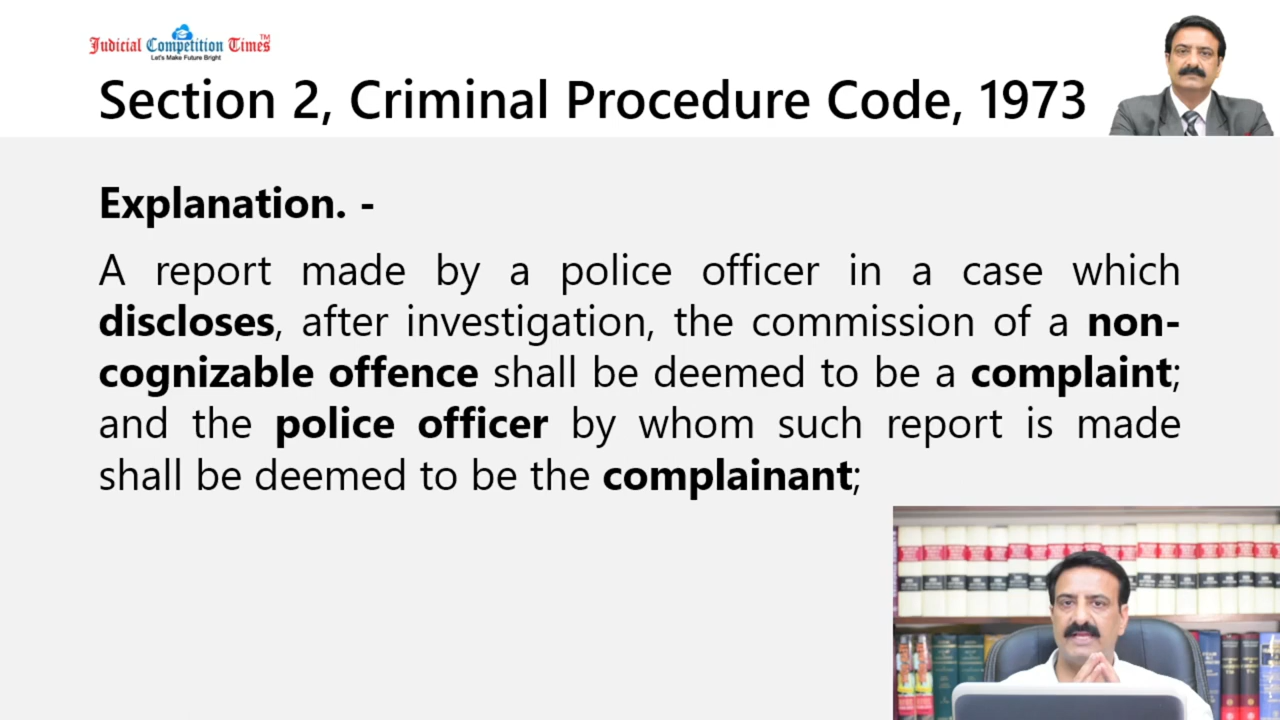 Judicial Competition Times™
Let's Make Future Bright
Section 2, Criminal Procedure Code, 1973
Explanation. -
A report made by a police officer in a case which
discloses, after investigation, the commission of a non-
cognizable offence shall be deemed to be a complaint;
and the police officer by whom such report is made
shall be deemed to be the complainant;